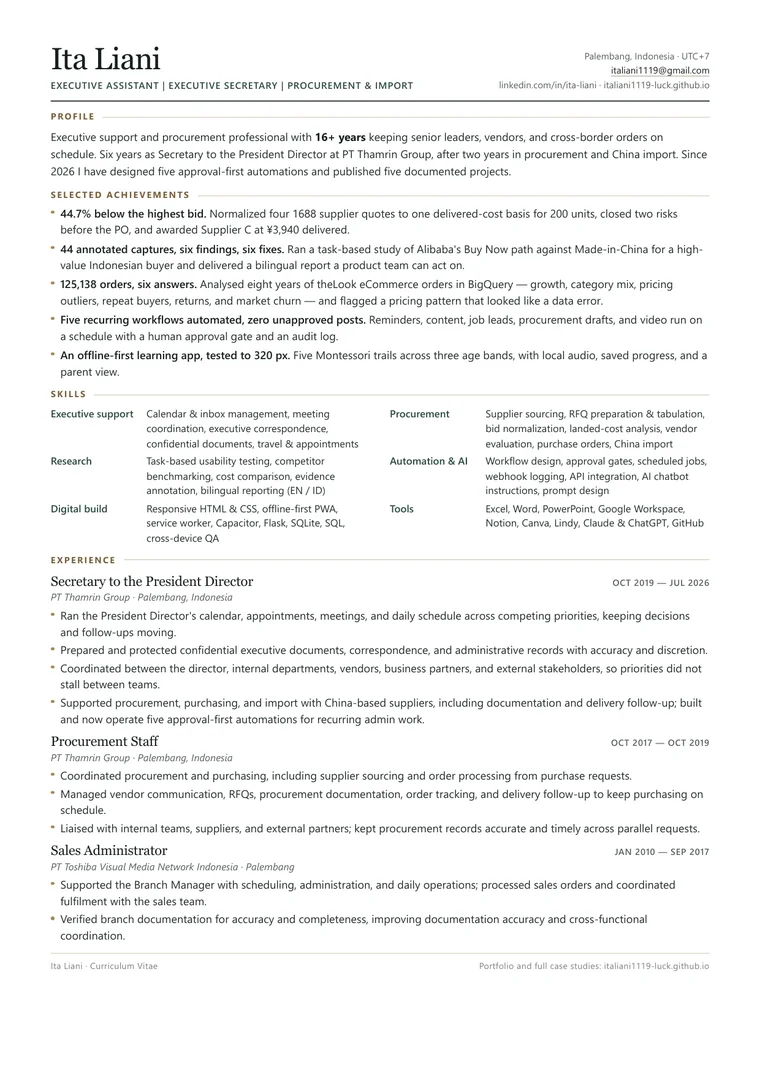 Ita Liani
Palembang, Indonesia · UTC+7
italiani1119@gmail.com
EXECUTIVE ASSISTANT | EXECUTIVE SECRETARY | PROCUREMENT & IMPORT
linkedin.com/in/ita-liani · italiani1119-luck.github.io
PROFILE
Executive support and procurement professional with 16+ years keeping senior leaders, vendors, and cross-border orders on
schedule. Six years as Secretary to the President Director at PT Thamrin Group, after two years in procurement and China import. Since
2026 I have designed five approval-first automations and published five documented projects.
SELECTED ACHIEVEMENTS
44.7% below the highest bid. Normalized four 1688 supplier quotes to one delivered-cost basis for 200 units, closed two risks
before the PO, and awarded Supplier C at ¥3,940 delivered.
44 annotated captures, six findings, six fixes. Ran a task-based study of Alibaba's Buy Now path against Made-in-China for a high-
value Indonesian buyer and delivered a bilingual report a product team can act on.
125,138 orders, six answers. Analysed eight years of theLook eCommerce orders in BigQuery — growth, category mix, pricing
outliers, repeat buyers, returns, and market churn — and flagged a pricing pattern that looked like a data error.
Five recurring workflows automated, zero unapproved posts. Reminders, content, job leads, procurement drafts, and video run on
a schedule with a human approval gate and an audit log.
An offline-first learning app, tested to 320 px. Five Montessori trails across three age bands, with local audio, saved progress, and a
parent view.
SKILLS
Executive support
Calendar & inbox management, meeting
coordination, executive correspondence,
confidential documents, travel & appointments
Procurement
Supplier sourcing, RFQ preparation & tabulation,
bid normalization, landed-cost analysis, vendor
evaluation, purchase orders, China import
Research
Task-based usability testing, competitor
benchmarking, cost comparison, evidence
annotation, bilingual reporting (EN / ID)
Automation & AI
Workflow design, approval gates, scheduled jobs,
webhook logging, API integration, AI chatbot
instructions, prompt design
Digital build
Responsive HTML & CSS, offline-first PWA,
service worker, Capacitor, Flask, SQLite, SQL,
cross-device QA
Tools
Excel, Word, PowerPoint, Google Workspace,
Notion, Canva, Lindy, Claude & ChatGPT, GitHub
EXPERIENCE
Secretary to the President Director
OCT 2019 — JUL 2026
PT Thamrin Group · Palembang, Indonesia
Ran the President Director's calendar, appointments, meetings, and daily schedule across competing priorities, keeping decisions
and follow-ups moving.
Prepared and protected confidential executive documents, correspondence, and administrative records with accuracy and discretion.
Coordinated between the director, internal departments, vendors, business partners, and external stakeholders, so priorities did not
stall between teams.
Supported procurement, purchasing, and import with China-based suppliers, including documentation and delivery follow-up; built
and now operate five approval-first automations for recurring admin work.
Procurement Staff
OCT 2017 — OCT 2019
PT Thamrin Group · Palembang, Indonesia
Coordinated procurement and purchasing, including supplier sourcing and order processing from purchase requests.
Managed vendor communication, RFQs, procurement documentation, order tracking, and delivery follow-up to keep purchasing on
schedule.
Liaised with internal teams, suppliers, and external partners; kept procurement records accurate and timely across parallel requests.
Sales Administrator
JAN 2010 — SEP 2017
PT Toshiba Visual Media Network Indonesia · Palembang
Supported the Branch Manager with scheduling, administration, and daily operations; processed sales orders and coordinated
fulfilment with the sales team.
Verified branch documentation for accuracy and completeness, improving documentation accuracy and cross-functional
coordination.
Ita Liani · Curriculum Vitae
Portfolio and full case studies: italiani1119-luck.github.io